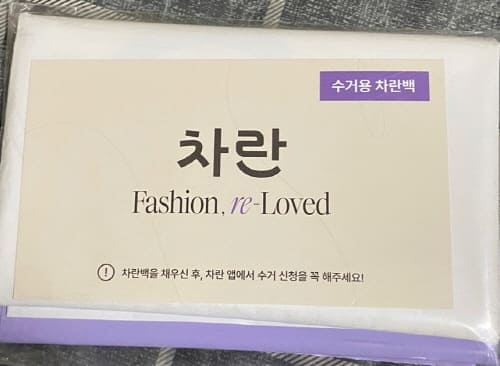 수거용 차란백
차란
Fashion, re-Loved
! 차란백을 채우신 후, 차란 앱에서 수거 신청을 꼭 해주세요!